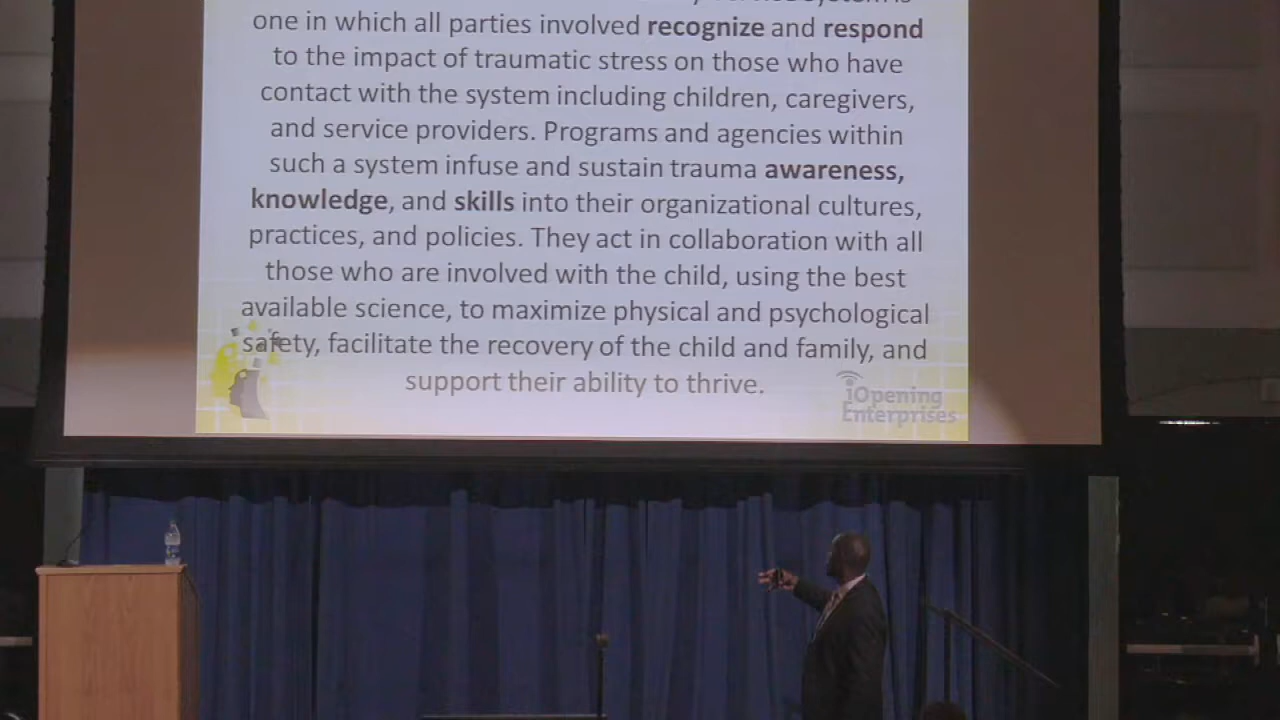 one in which all parties involved recognize and respond
to the impact of traumatic stress on those who have
contact with the system including children, caregivers,
and service providers. Programs and agencies within
such a system infuse and sustain trauma awareness,
knowledge, and skills into their organizational cultures,
practices, and policies. They act in collaboration with all
those who are involved with the child, using the best
available science, to maximize physical and psychological
safety, facilitate the recovery of the child and family, and
support their ability to thrive.
iOpening
Enterprises